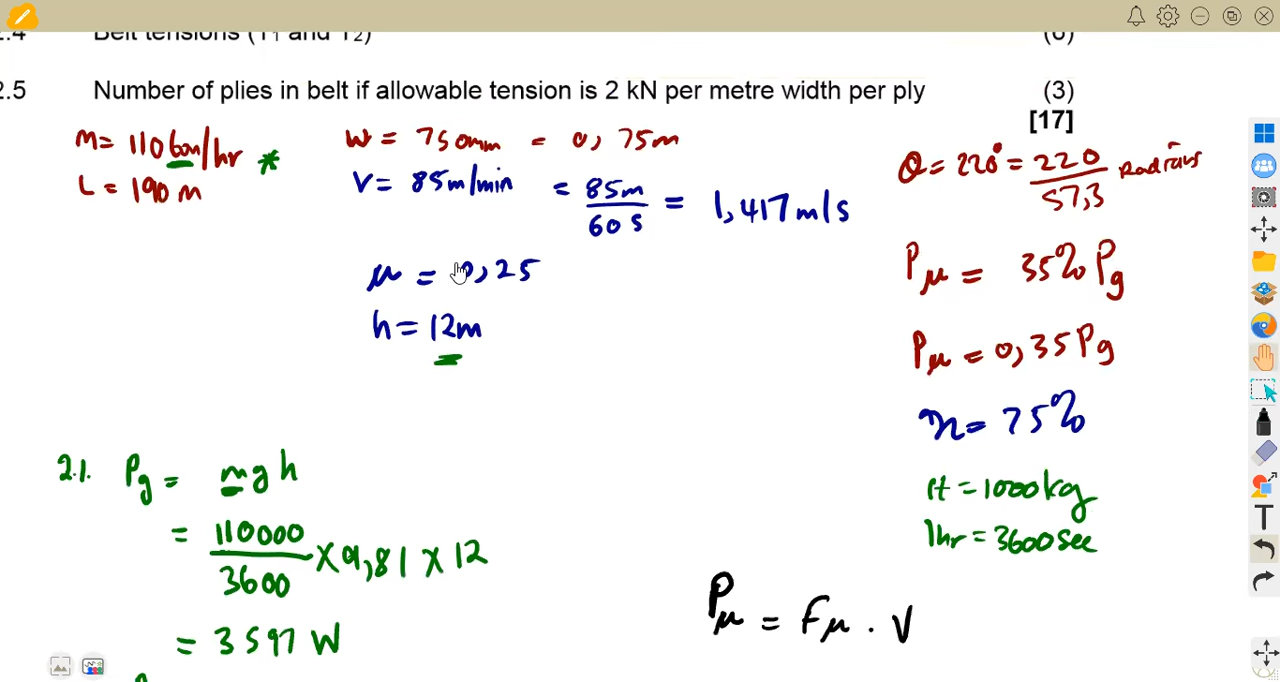 2.4 Belt tensions (T₁ and T₂) (6)
2.5 Number of plies in belt if allowable tension is 2 kN per metre width per ply (3)
[17]
M= 110 ton/hr *
L = 190 m
W = 750mm = 0,75m
V= 85m/min = 85m/60s = 1,417m/s
μ = 0,25
h = 12m
θ = 220° = 220/57,3 radians
Pμ = 35% Pg
Pμ = 0,35Pg
η = 75%
1t = 1000kg
1hr = 3600sec
2.1. Pg = mgh
= 110000/3600 × 9,81 × 12
= 3597 W
Pμ = Fμ . V
T